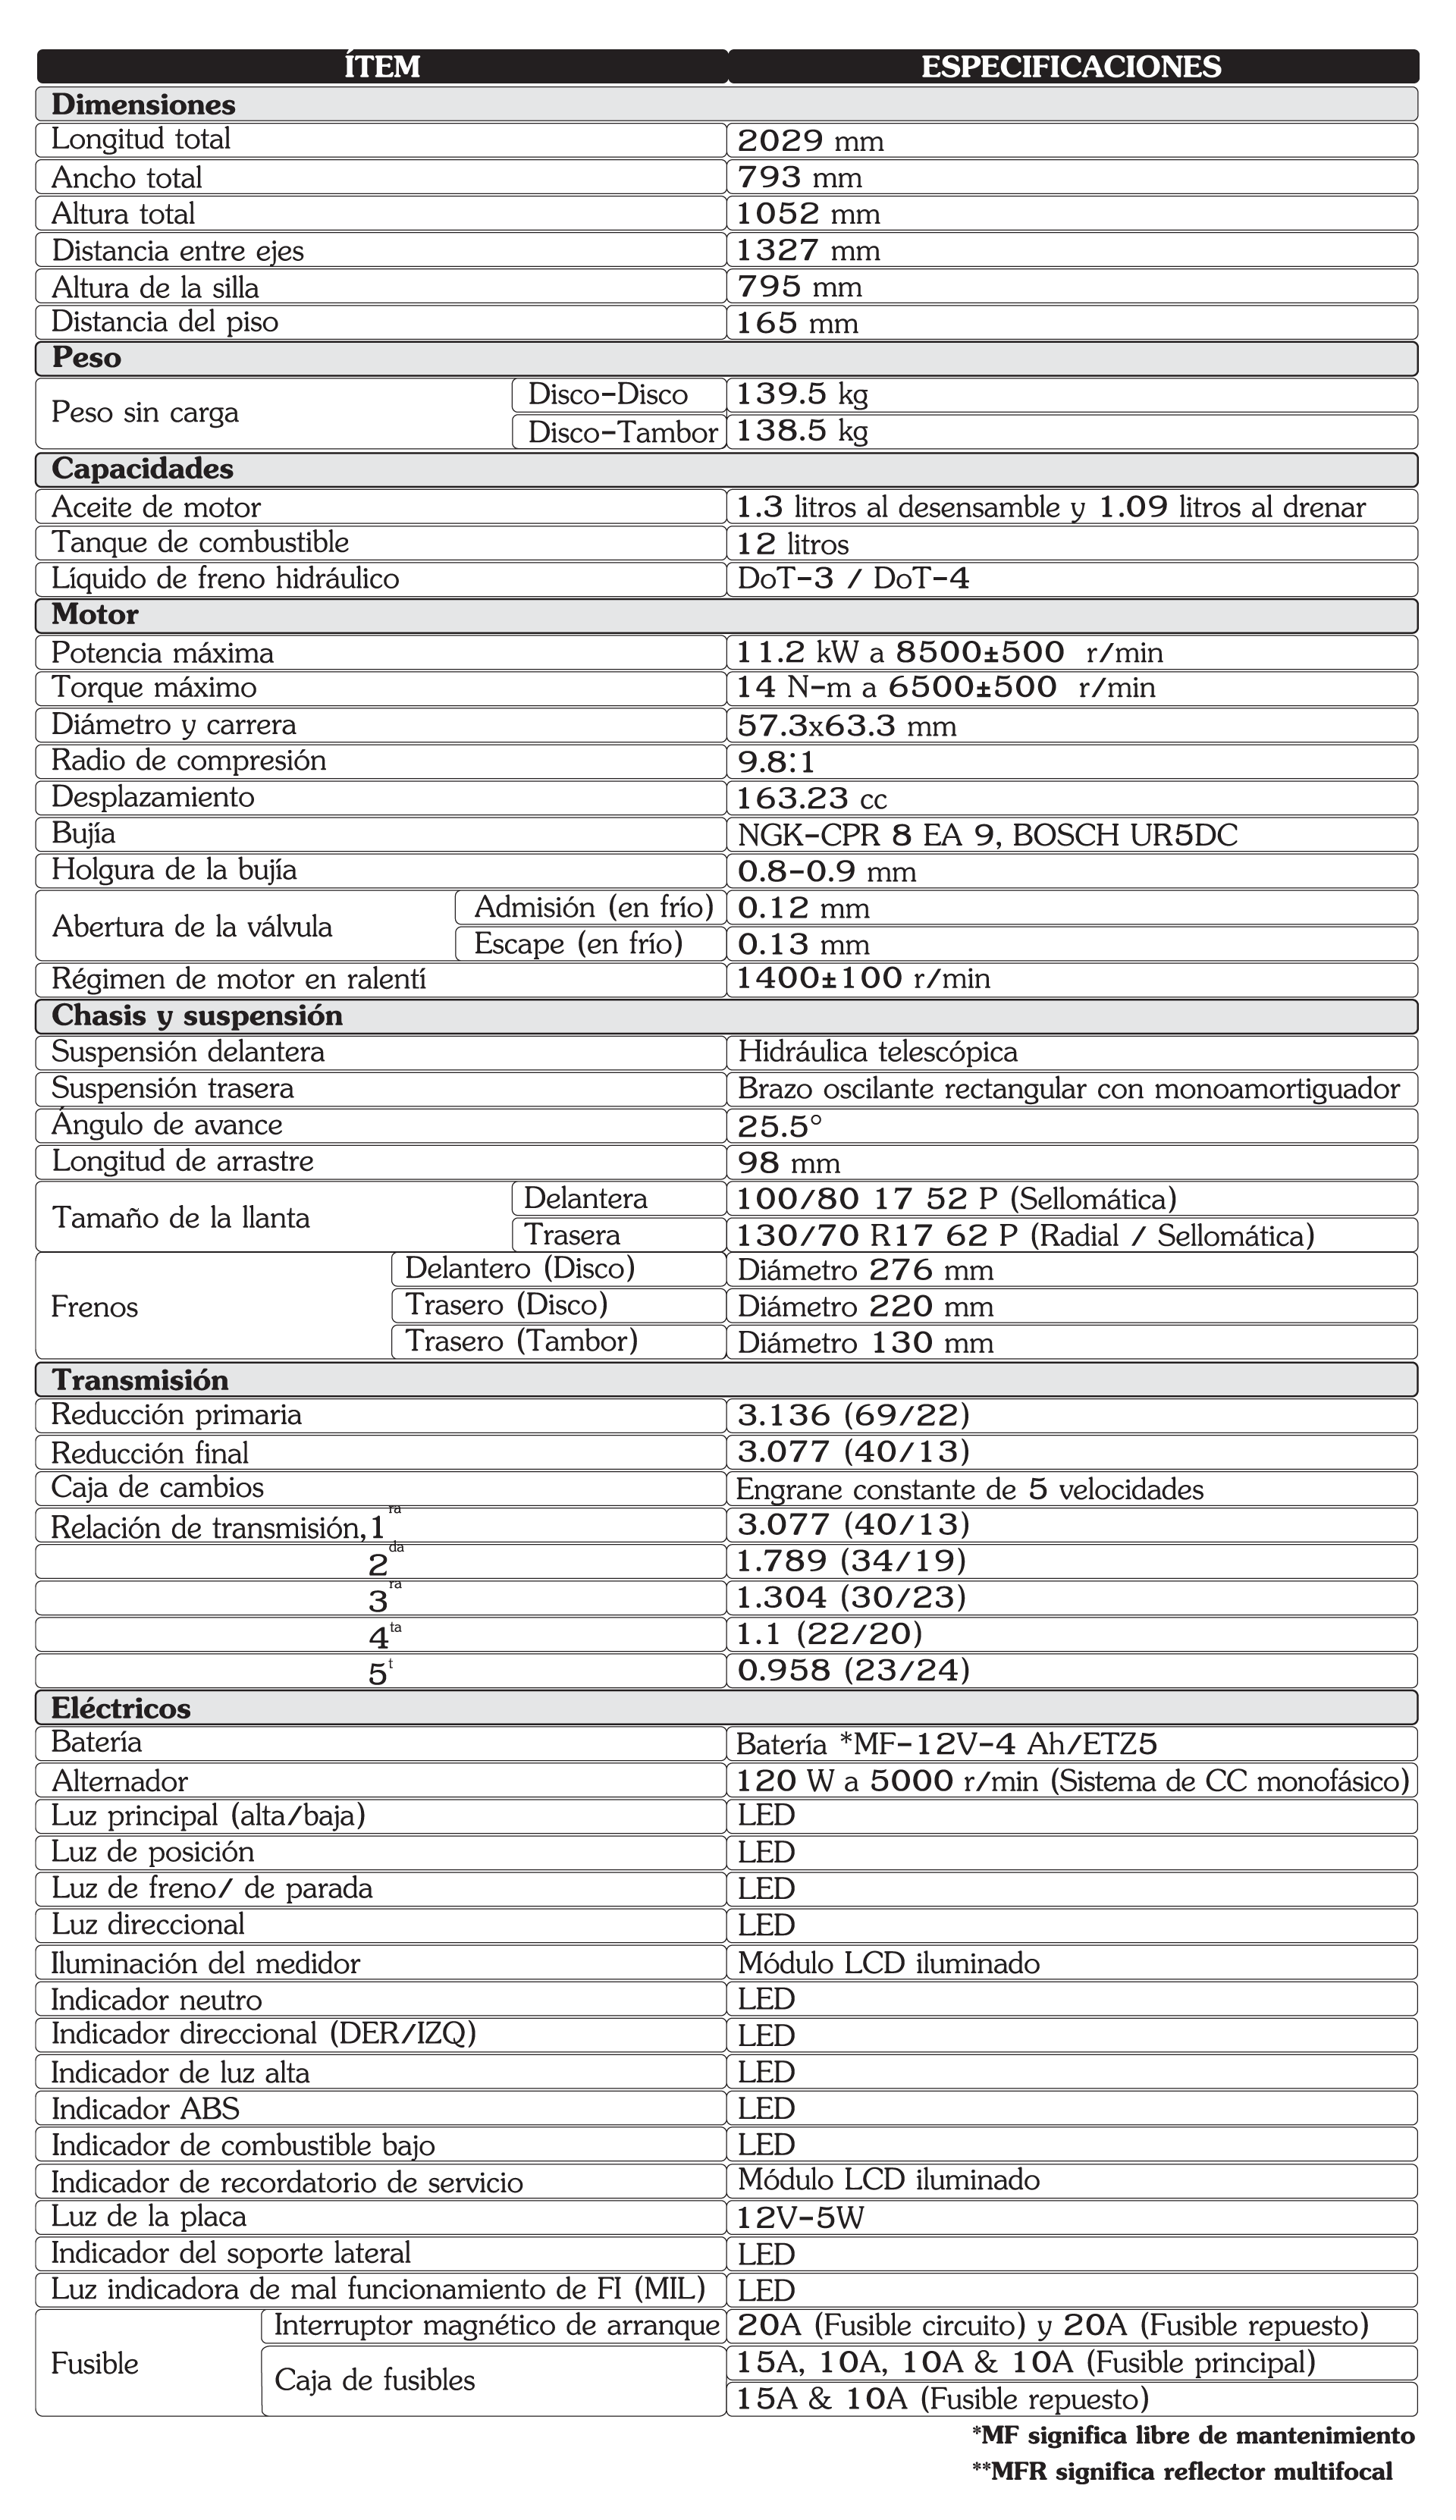 ÍTEM ESPECIFICACIONES
Dimensiones
Longitud total 2029 mm
Ancho total 793 mm
Altura total 1052 mm
Distancia entre ejes 1327 mm
Altura de la silla 795 mm
Distancia del piso 165 mm
Peso
Peso sin carga Disco-Disco 139.5 kg
Disco-Tambor 138.5 kg
Capacidades
Aceite de motor 1.3 litros al desensamble y 1.09 litros al drenar
Tanque de combustible 12 litros
Líquido de freno hidráulico DoT-3 / DoT-4
Motor
Potencia máxima 11.2 kW a 8500±500 r/min
Torque máximo 14 N-m a 6500±500 r/min
Diámetro y carrera 57.3x63.3 mm
Radio de compresión 9.8:1
Desplazamiento 163.23 cc
Bujía NGK-CPR 8 EA 9, BOSCH UR5DC
Holgura de la bujía 0.8-0.9 mm
Abertura de la válvula Admisión (en frío) 0.12 mm
Escape (en frío) 0.13 mm
Régimen de motor en ralentí 1400±100 r/min
Chasis y suspensión
Suspensión delantera Hidráulica telescópica
Suspensión trasera Brazo oscilante rectangular con monoamortiguador
Ángulo de avance 25.5°
Longitud de arrastre 98 mm
Tamaño de la llanta Delantera 100/80 17 52 P (Sellomática)
Trasera 130/70 R17 62 P (Radial / Sellomática)
Frenos Delantero (Disco) Diámetro 276 mm
Trasero (Disco) Diámetro 220 mm
Trasero (Tambor) Diámetro 130 mm
Transmisión
Reducción primaria 3.136 (69/22)
Reducción final 3.077 (40/13)
Caja de cambios Engrane constante de 5 velocidades
Relación de transmisión,1ra 3.077 (40/13)
2da 1.789 (34/19)
3ra 1.304 (30/23)
4ta 1.1 (22/20)
5t 0.958 (23/24)
Eléctricos
Batería Batería *MF-12V-4 Ah/ETZ5
Alternador 120 W a 5000 r/min (Sistema de CC monofásico)
Luz principal (alta/baja) LED
Luz de posición LED
Luz de freno/ de parada LED
Luz direccional LED
Iluminación del medidor Módulo LCD iluminado
Indicador neutro LED
Indicador direccional (DER/IZQ) LED
Indicador de luz alta LED
Indicador ABS LED
Indicador de combustible bajo LED
Indicador de recordatorio de servicio Módulo LCD iluminado
Luz de la placa 12V-5W
Indicador del soporte lateral LED
Luz indicadora de mal funcionamiento de FI (MIL) LED
Fusible Interruptor magnético de arranque 20A (Fusible circuito) y 20A (Fusible repuesto)
Caja de fusibles 15A, 10A, 10A & 10A (Fusible principal)
15A & 10A (Fusible repuesto)
*MF significa libre de mantenimiento
**MFR significa reflector multifocal